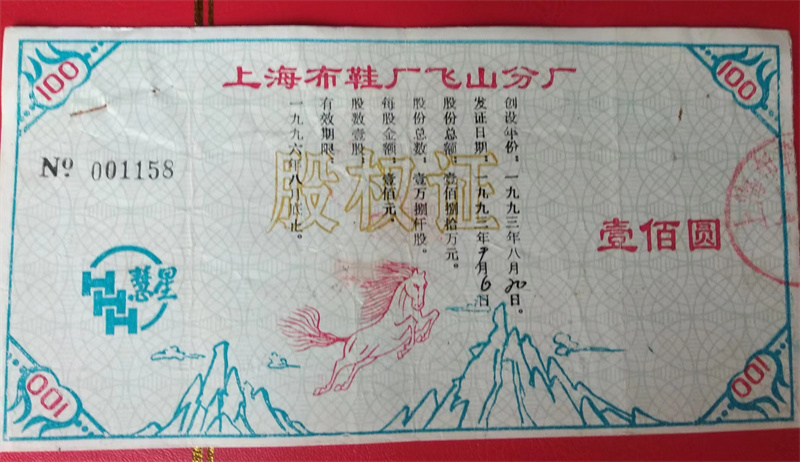 100
100
上海布鞋厂飞山分厂
股权证
创设年份：一九九三年八月20日。
发证日期：一九九三年9月6日
股份总额：壹佰捌拾万元。
股份总数：壹万捌仟股。
每股金额：壹佰元。
股数壹股。
有效期限
一九九六年八月底止。
Nº 001158
壹佰圆
慧星
100
100